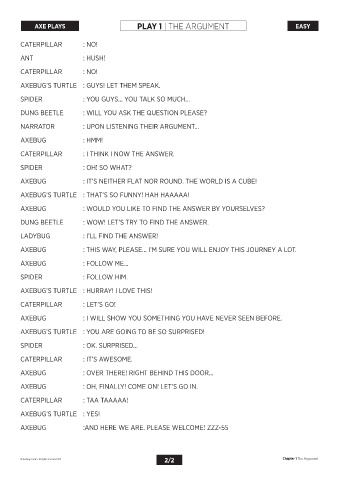 AXE PLAYS
PLAY 1 | THE ARGUMENT
EASY
CATERPILLAR : NO!
ANT : HUSH!
CATERPILLAR : NO!
AXEBUG'S TURTLE : GUYS! LET THEM SPEAK.
SPIDER : YOU GUYS... YOU TALK SO MUCH...
DUNG BEETLE : WILL YOU ASK THE QUESTION PLEASE?
NARRATOR : UPON LISTENING THEIR ARGUMENT...
AXEBUG : HMM!
CATERPILLAR : I THINK I NOW THE ANSWER.
SPIDER : OH! SO WHAT?
AXEBUG : IT'S NEITHER FLAT NOR ROUND. THE WORLD IS A CUBE!
AXEBUG'S TURTLE : THAT'S SO FUNNY! HAH HAAAAA!
AXEBUG : WOULD YOU LIKE TO FIND THE ANSWER BY YOURSELVES?
DUNG BEETLE : WOW! LET'S TRY TO FIND THE ANSWER.
LADYBUG : I'LL FIND THE ANSWER!
AXEBUG : THIS WAY, PLEASE... I'M SURE YOU WILL ENJOY THIS JOURNEY A LOT.
AXEBUG : FOLLOW ME...
SPIDER : FOLLOW HIM.
AXEBUG'S TURTLE : HURRAY! I LOVE THIS!
CATERPILLAR : LET'S GO!
AXEBUG : I WILL SHOW YOU SOMETHING YOU HAVE NEVER SEEN BEFORE.
AXEBUG'S TURTLE : YOU ARE GOING TO BE SO SURPRISED!
SPIDER : OK. SURPRISED...
CATERPILLAR : IT'S AWESOME.
AXEBUG : OVER THERE! RIGHT BEHIND THIS DOOR...
AXEBUG : OH, FINALLY! COME ON! LET'S GO IN.
CATERPILLAR : TAA TAAAAA!
AXEBUG'S TURTLE : YES!
AXEBUG :AND HERE WE ARE. PLEASE WELCOME! ZZZ-55
2/2
Chapter 1 The Argument